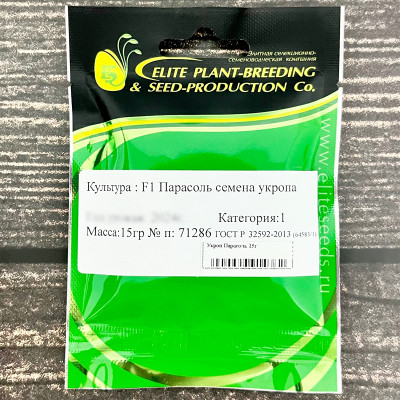 Элитная селекционно-
семеноводческая компания
ELITE PLANT-BREEDING
& SEED-PRODUCTION Co.
Культура : F1 Парасоль семена укропа
Категория:1
Масса:15гр № п: 71286 ГОСТ Р 32592-2013
Укроп Парасоль 15г
www.eliteseeds.ru